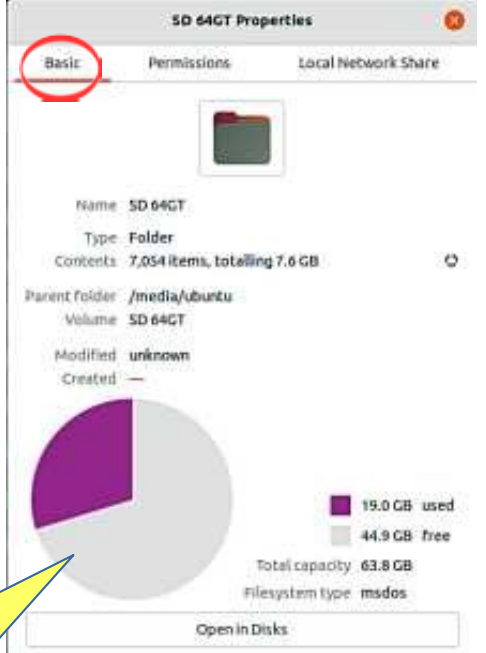 SD 64GT Properties
Basic Permissions Local Network Share
Name SD 64GT
Type Folder
Contents 7,054 items, totalling 7.6 GB
Parent folder /media/ubuntu
Volume SD 64GT
Modified unknown
Created —
19.0 GB used
44.9 GB free
Total capacity 63.8 GB
Filesystem type msdos
Open in Disks